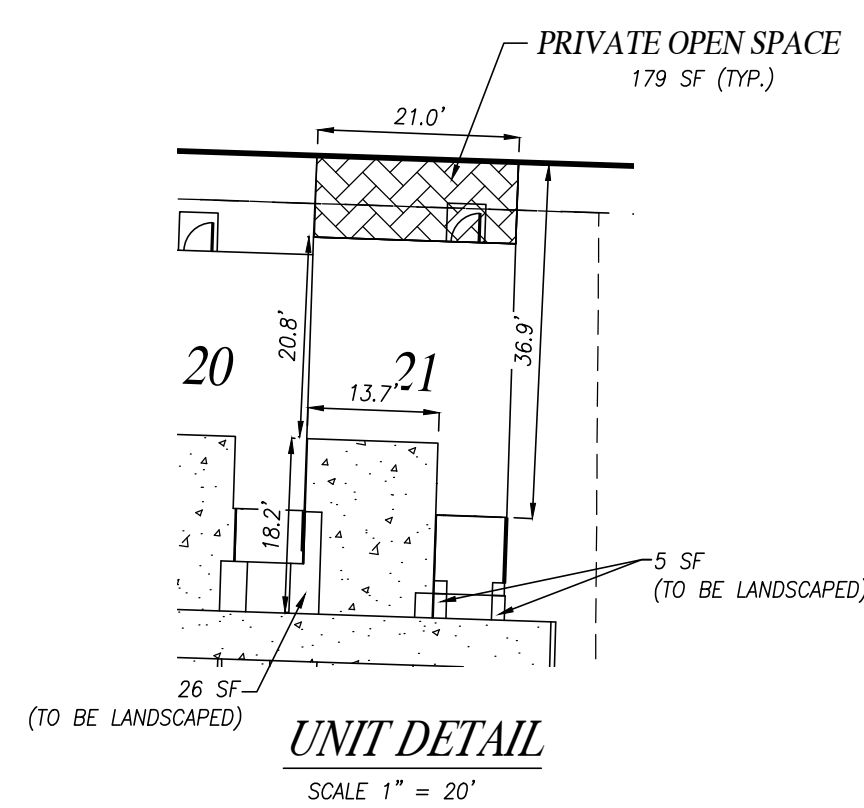 PRIVATE OPEN SPACE
179 SF (TYP.)
21.0'
20.8'
36.9'
20
21
13.7'
18.2'
5 SF
(TO BE LANDSCAPED)
26 SF
(TO BE LANDSCAPED)
UNIT DETAIL
SCALE 1" = 20'